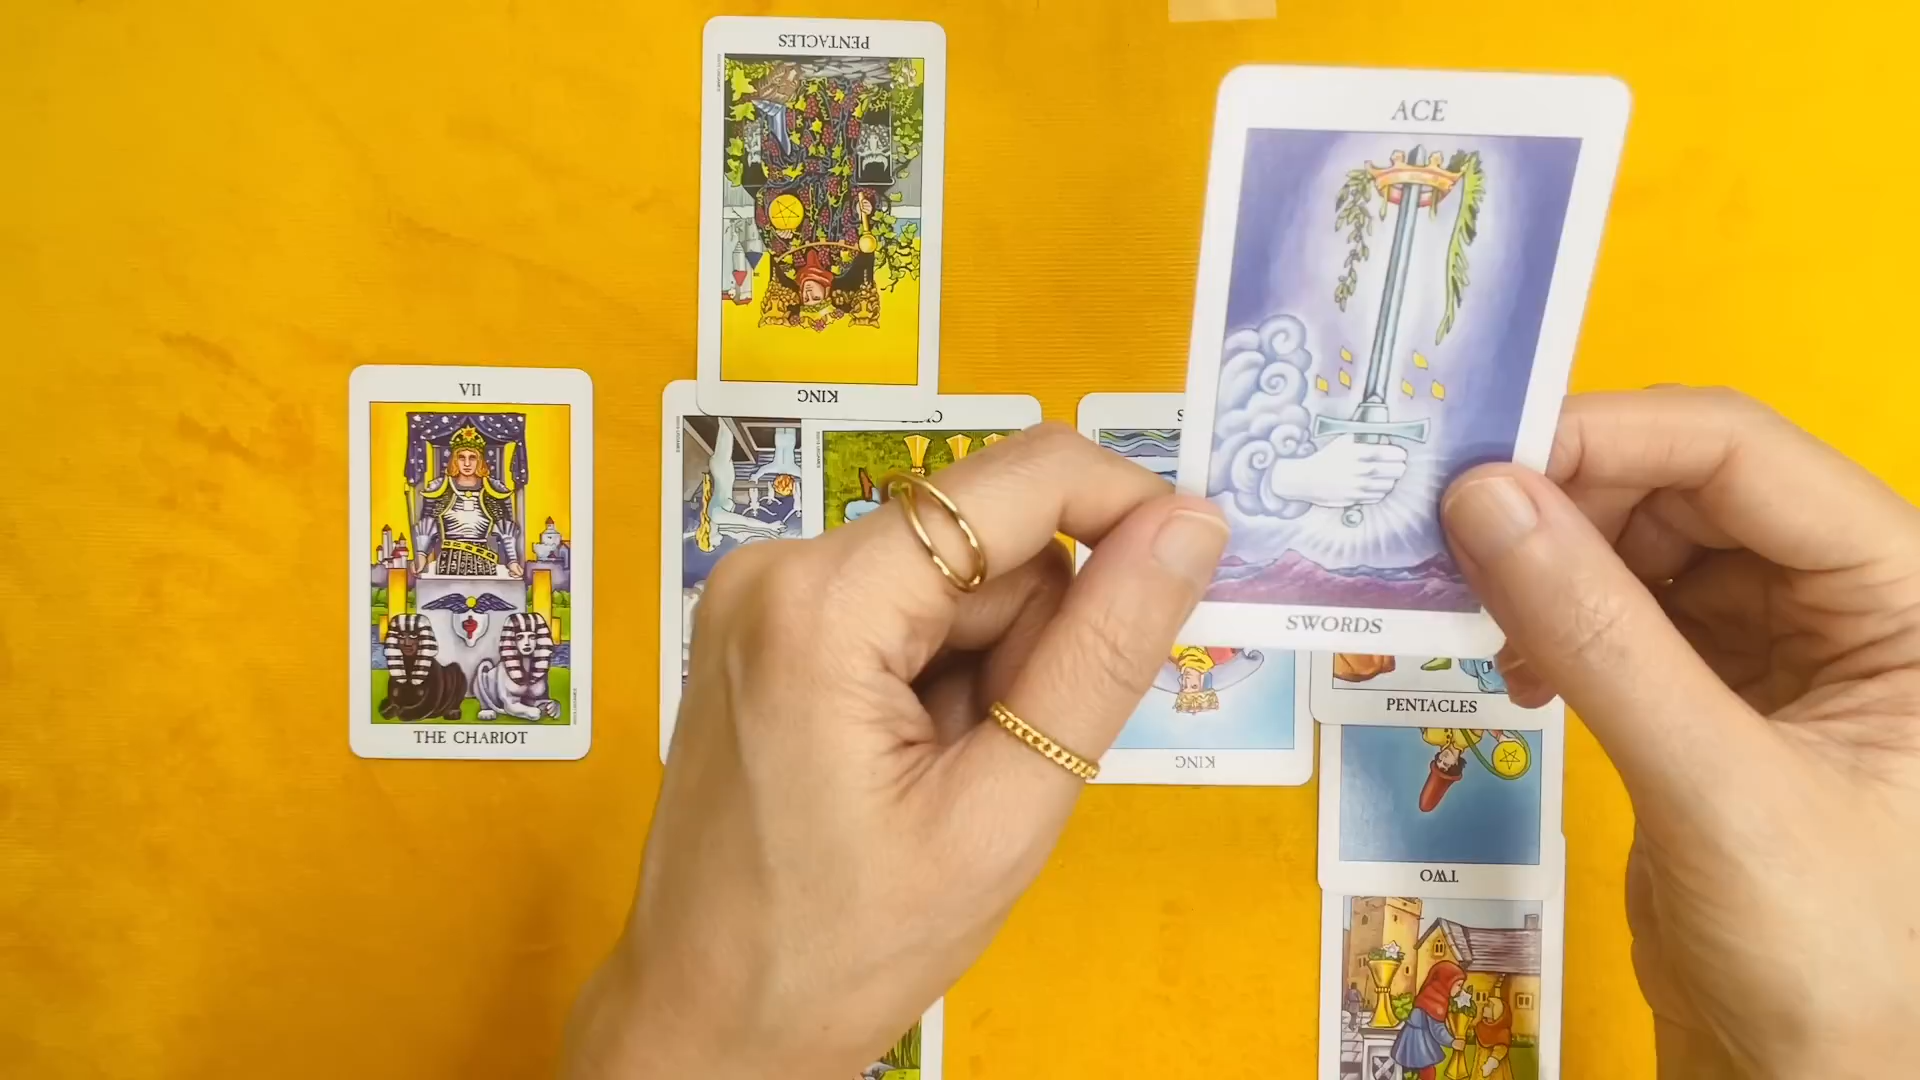 PENTACLES
KING
ACE
SWORDS
VII
THE CHARIOT
KING
PENTACLES
TWO